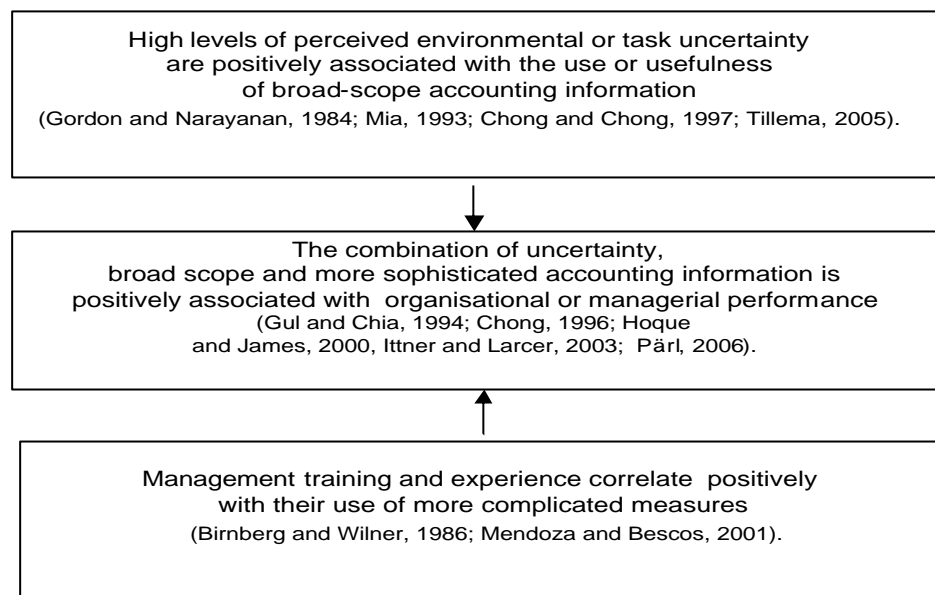 High levels of perceived environmental or task uncertainty
are positively associated with the use or usefulness
of broad-scope accounting information
(Gordon and Narayanan, 1984; Mia, 1993; Chong and Chong, 1997; Tillema, 2005).
The combination of uncertainty,
broad scope and more sophisticated accounting information is
positively associated with organisational or managerial performance
(Gul and Chia, 1994; Chong, 1996; Hoque
and James, 2000, Ittner and Larcer, 2003; Pärl, 2006).
Management training and experience correlate positively
with their use of more complicated measures
(Birnberg and Wilner, 1986; Mendoza and Bescos, 2001).